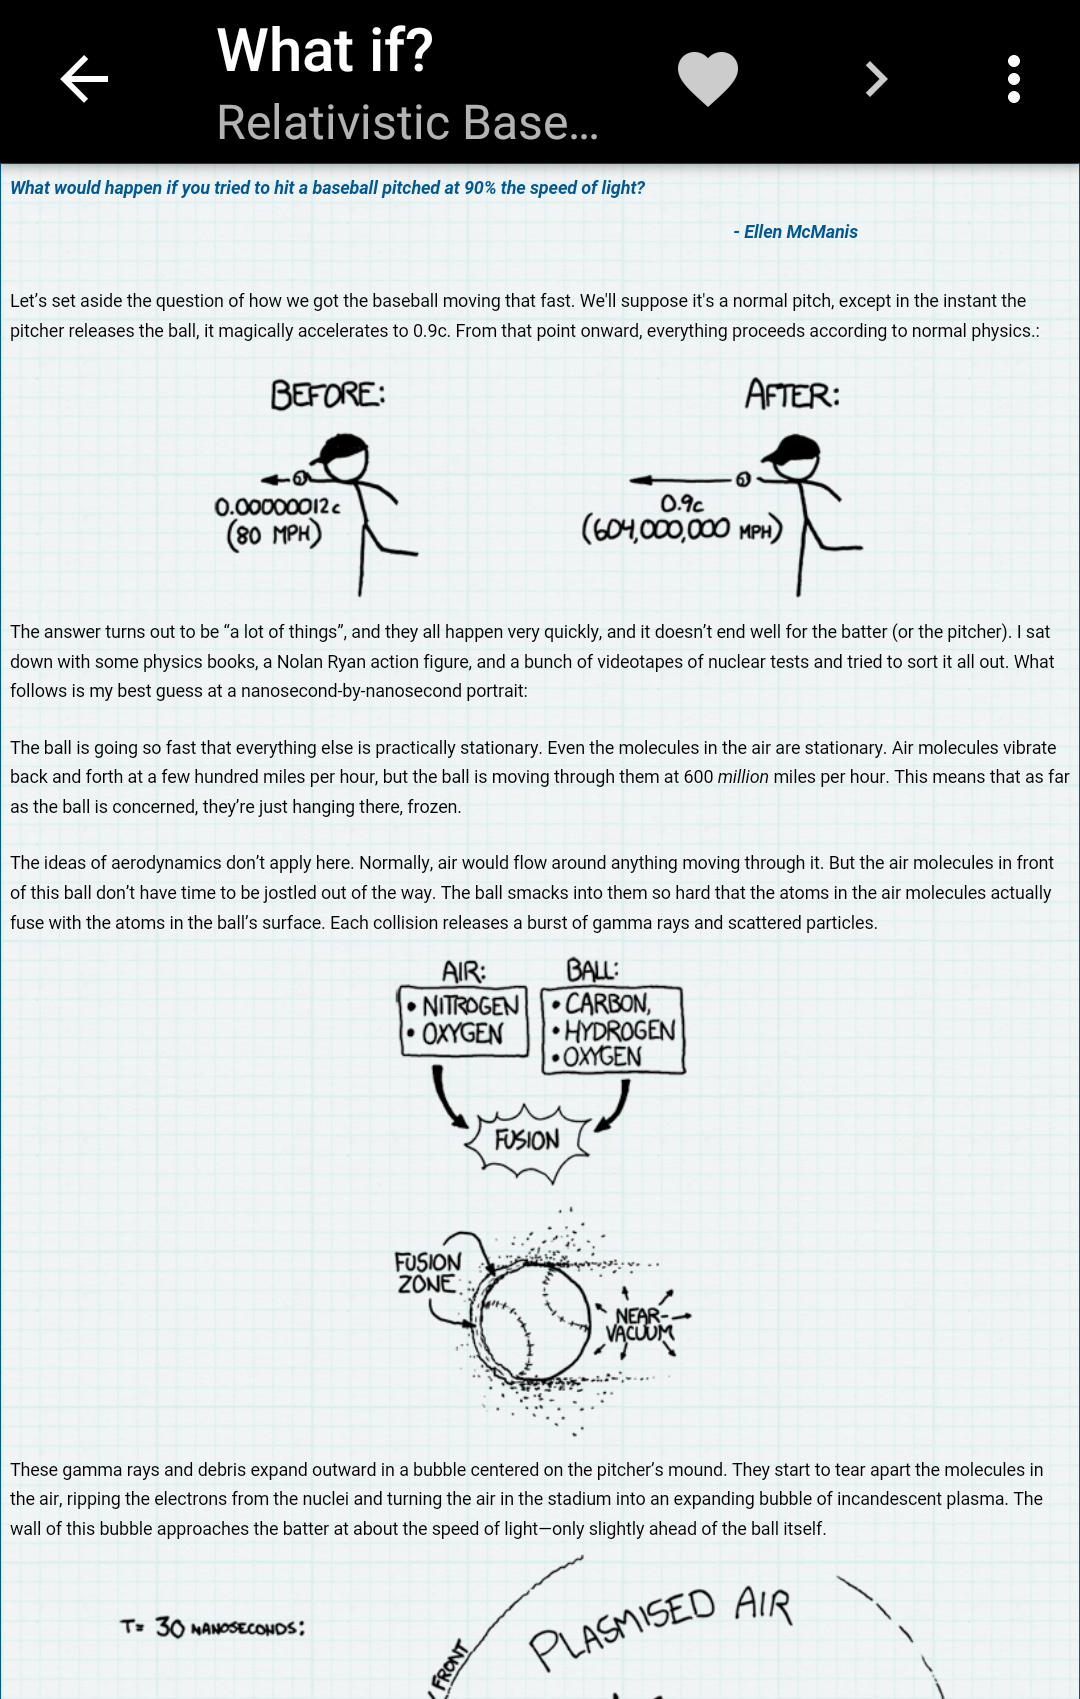 What if?
Relativistic Base...
What would happen if you tried to hit a baseball pitched at 90% the speed of light?
- Ellen McManis
Let’s set aside the question of how we got the baseball moving that fast. We'll suppose it's a normal pitch, except in the instant the
pitcher releases the ball, it magically accelerates to 0.9c. From that point onward, everything proceeds according to normal physics.:
BEFORE:
0.00000012c
(80 MPH)
AFTER:
0.9c
(604,000,000 MPH)
The answer turns out to be “a lot of things”, and they all happen very quickly, and it doesn’t end well for the batter (or the pitcher). I sat
down with some physics books, a Nolan Ryan action figure, and a bunch of videotapes of nuclear tests and tried to sort it all out. What
follows is my best guess at a nanosecond-by-nanosecond portrait:
The ball is going so fast that everything else is practically stationary. Even the molecules in the air are stationary. Air molecules vibrate
back and forth at a few hundred miles per hour, but the ball is moving through them at 600 million miles per hour. This means that as far
as the ball is concerned, they’re just hanging there, frozen.
The ideas of aerodynamics don’t apply here. Normally, air would flow around anything moving through it. But the air molecules in front
of this ball don’t have time to be jostled out of the way. The ball smacks into them so hard that the atoms in the air molecules actually
fuse with the atoms in the ball’s surface. Each collision releases a burst of gamma rays and scattered particles.
AIR:
• NITROGEN
• OXYGEN
BALL:
• CARBON,
• HYDROGEN
• OXYGEN
FUSION
FUSION
ZONE
NEAR-
VACUUM
These gamma rays and debris expand outward in a bubble centered on the pitcher’s mound. They start to tear apart the molecules in
the air, ripping the electrons from the nuclei and turning the air in the stadium into an expanding bubble of incandescent plasma. The
wall of this bubble approaches the batter at about the speed of light—only slightly ahead of the ball itself.
T= 30 NANOSECONDS:
PLASMISED AIR
FRONT